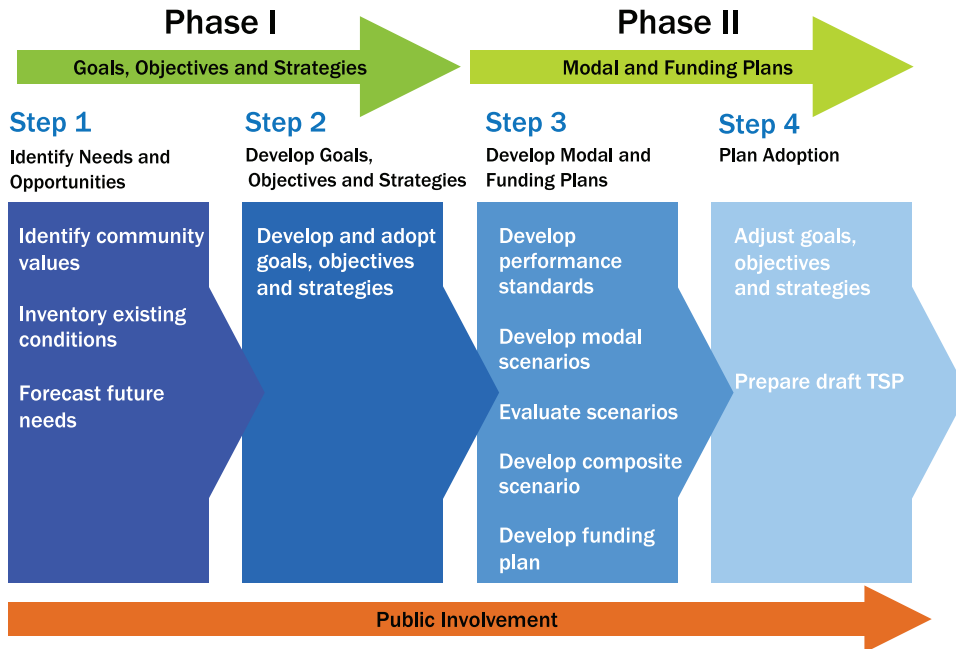 Phase I
Phase II
Goals, Objectives and Strategies
Modal and Funding Plans
Step 1
Identify Needs and
Opportunities
Step 2
Develop Goals,
Objectives and Strategies
Step 3
Develop Modal and
Funding Plans
Step 4
Plan Adoption
Identify community
values
Inventory existing
conditions
Forecast future
needs
Develop and adopt
goals, objectives
and strategies
Develop
performance
standards
Develop modal
scenarios
Evaluate scenarios
Develop composite
scenario
Develop funding
plan
Adjust goals,
objectives
and strategies
Prepare draft TSP
Public Involvement